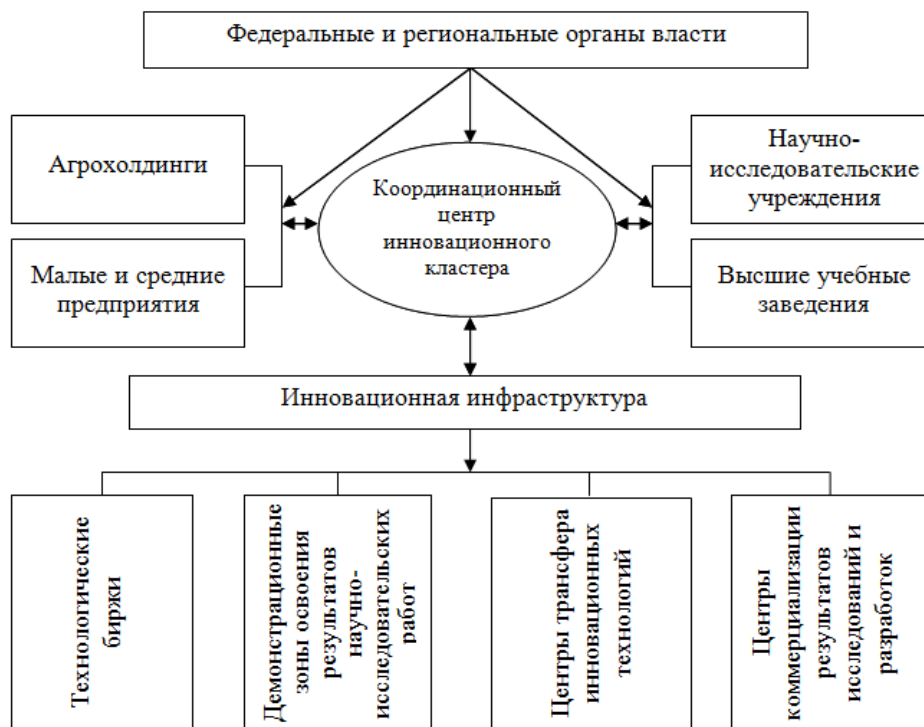 Федеральные и региональные органы власти
Агрохолдинги
Научно-
исследовательские
учреждения
Координационный
центр
инновационного
кластера
Малые и средние
предприятия
Высшие учебные
заведения
Инновационная инфраструктура
Технологические
биржи
Демонстрационные
зоны освоения
результатов
научно-
исследовательских
работ
Центры трансфера
инновационных
технологий
Центры
коммерциализации
результатов
исследований и
разработок